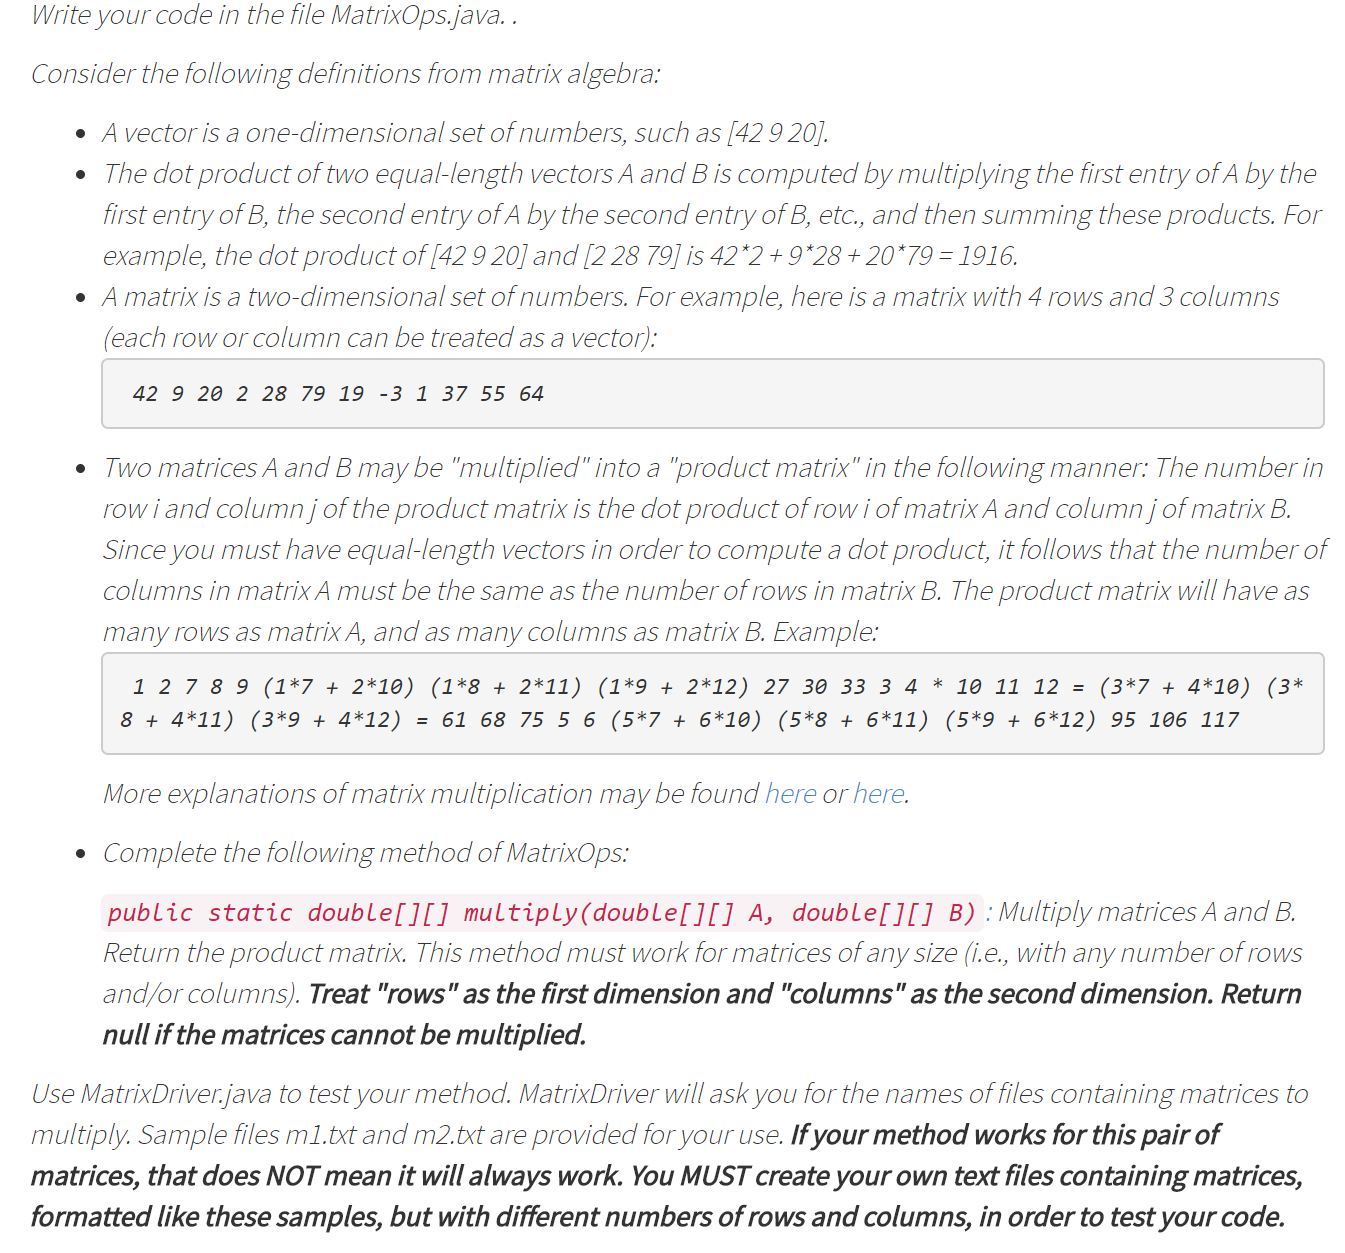 Write your code in the file MatrixOps.java. .
Consider the following definitions from matrix algebra:
A vector is a one-dimensional set of numbers, such as [42 9 20].
The dot product of two equal-length vectors A and B is computed by multiplying the first entry of A by the
first entry of B, the second entry of A by the second entry of B, etc., and then summing these products. For
example, the dot product of [42 9 20] and [2 28 79] is 42*2 + 9*28 + 20*79 = 1916.
A matrix is a two-dimensional set of numbers. For example, here is a matrix with 4 rows and 3 columns
(each row or column can be treated as a vector):
42 9 20 2 28 79 19 -3 1 37 55 64
Two matrices A and B may be "multiplied" into a "product matrix" in the following manner: The number in
row i and column j of the product matrix is the dot product of row i of matrix A and column j of matrix B.
Since you must have equal-length vectors in order to compute a dot product, it follows that the number of
columns in matrix A must be the same as the number of rows in matrix B. The product matrix will have as
many rows as matrix A, and as many columns as matrix B. Example:
1 2 7 8 9 (1*7 + 2*10) (1*8 + 2*11) (1*9 + 2*12) 27 30 33 3 4 * 10 11 12 = (3*7 + 4*10) (3*
8 + 4*11) (3*9 + 4*12) = 61 68 75 5 6 (5*7 + 6*10) (5*8 + 6*11) (5*9 + 6*12) 95 106 117
More explanations of matrix multiplication may be found here or here.
Complete the following method of MatrixOps:
public static double[][] multiply(double[][] A, double[][] B) : Multiply matrices A and B.
Return the product matrix. This method must work for matrices of any size (i.e., with any number of rows
and/or columns). Treat "rows" as the first dimension and "columns" as the second dimension. Return
null if the matrices cannot be multiplied.
Use MatrixDriver.java to test your method. MatrixDriver will ask you for the names of files containing matrices to
multiply. Sample files m1.txt and m2.txt are provided for your use. If your method works for this pair of
matrices, that does NOT mean it will always work. You MUST create your own text files containing matrices,
formatted like these samples, but with different numbers of rows and columns, in order to test your code.